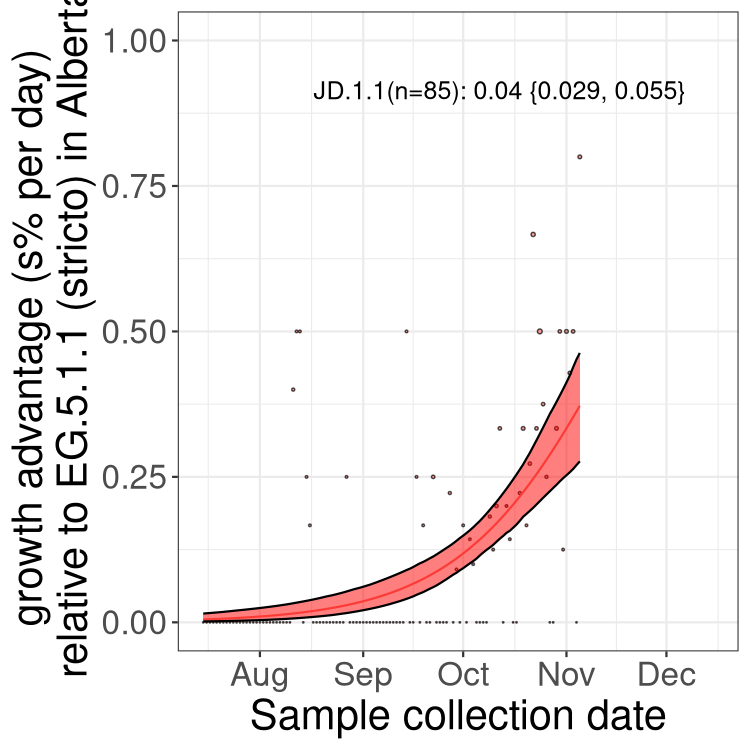 growth advantage (s% per day)
relative to EG.5.1.1 (stricto) in Alberta
1.00
0.75
0.50
0.25
0.00
JD.1.1(n=85): 0.04 {0.029, 0.055}
Aug Sep Oct Nov Dec
Sample collection date